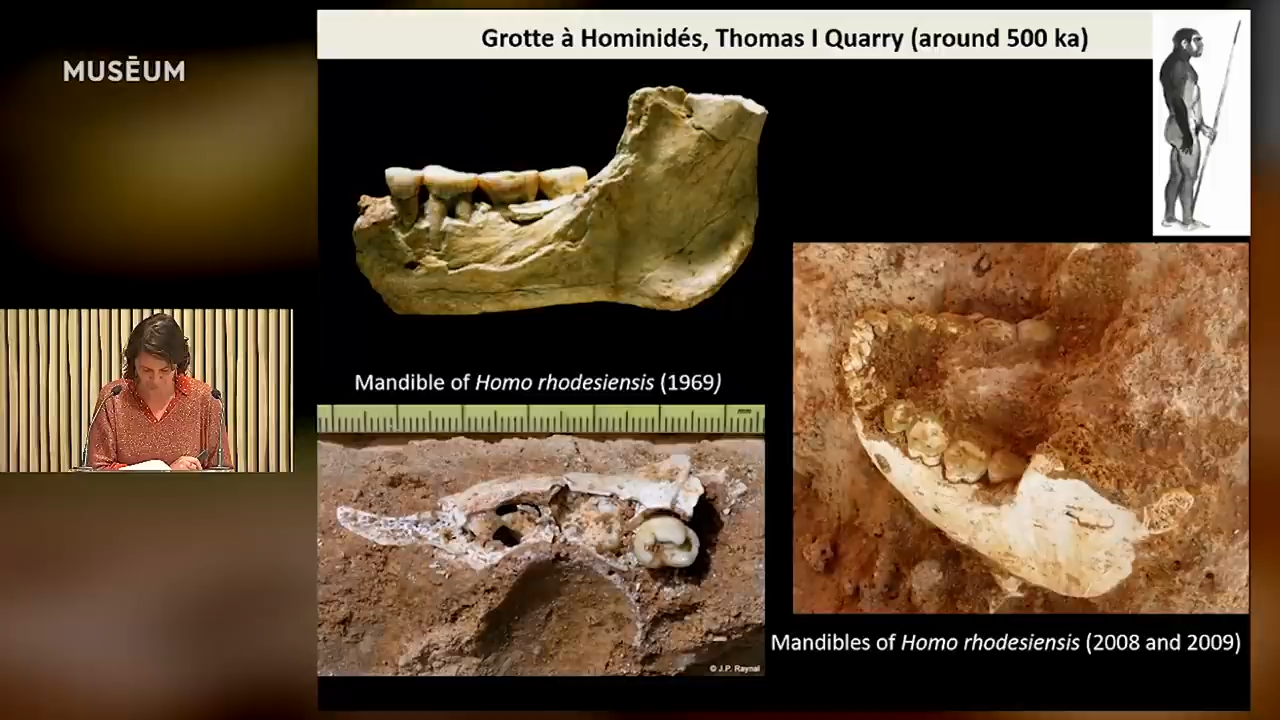 MUSĒUM
Grotte à Hominidés, Thomas I Quarry (around 500 ka)
Mandible of Homo rhodesiensis (1969)
© J.P. Raynal
Mandibles of Homo rhodesiensis (2008 and 2009)